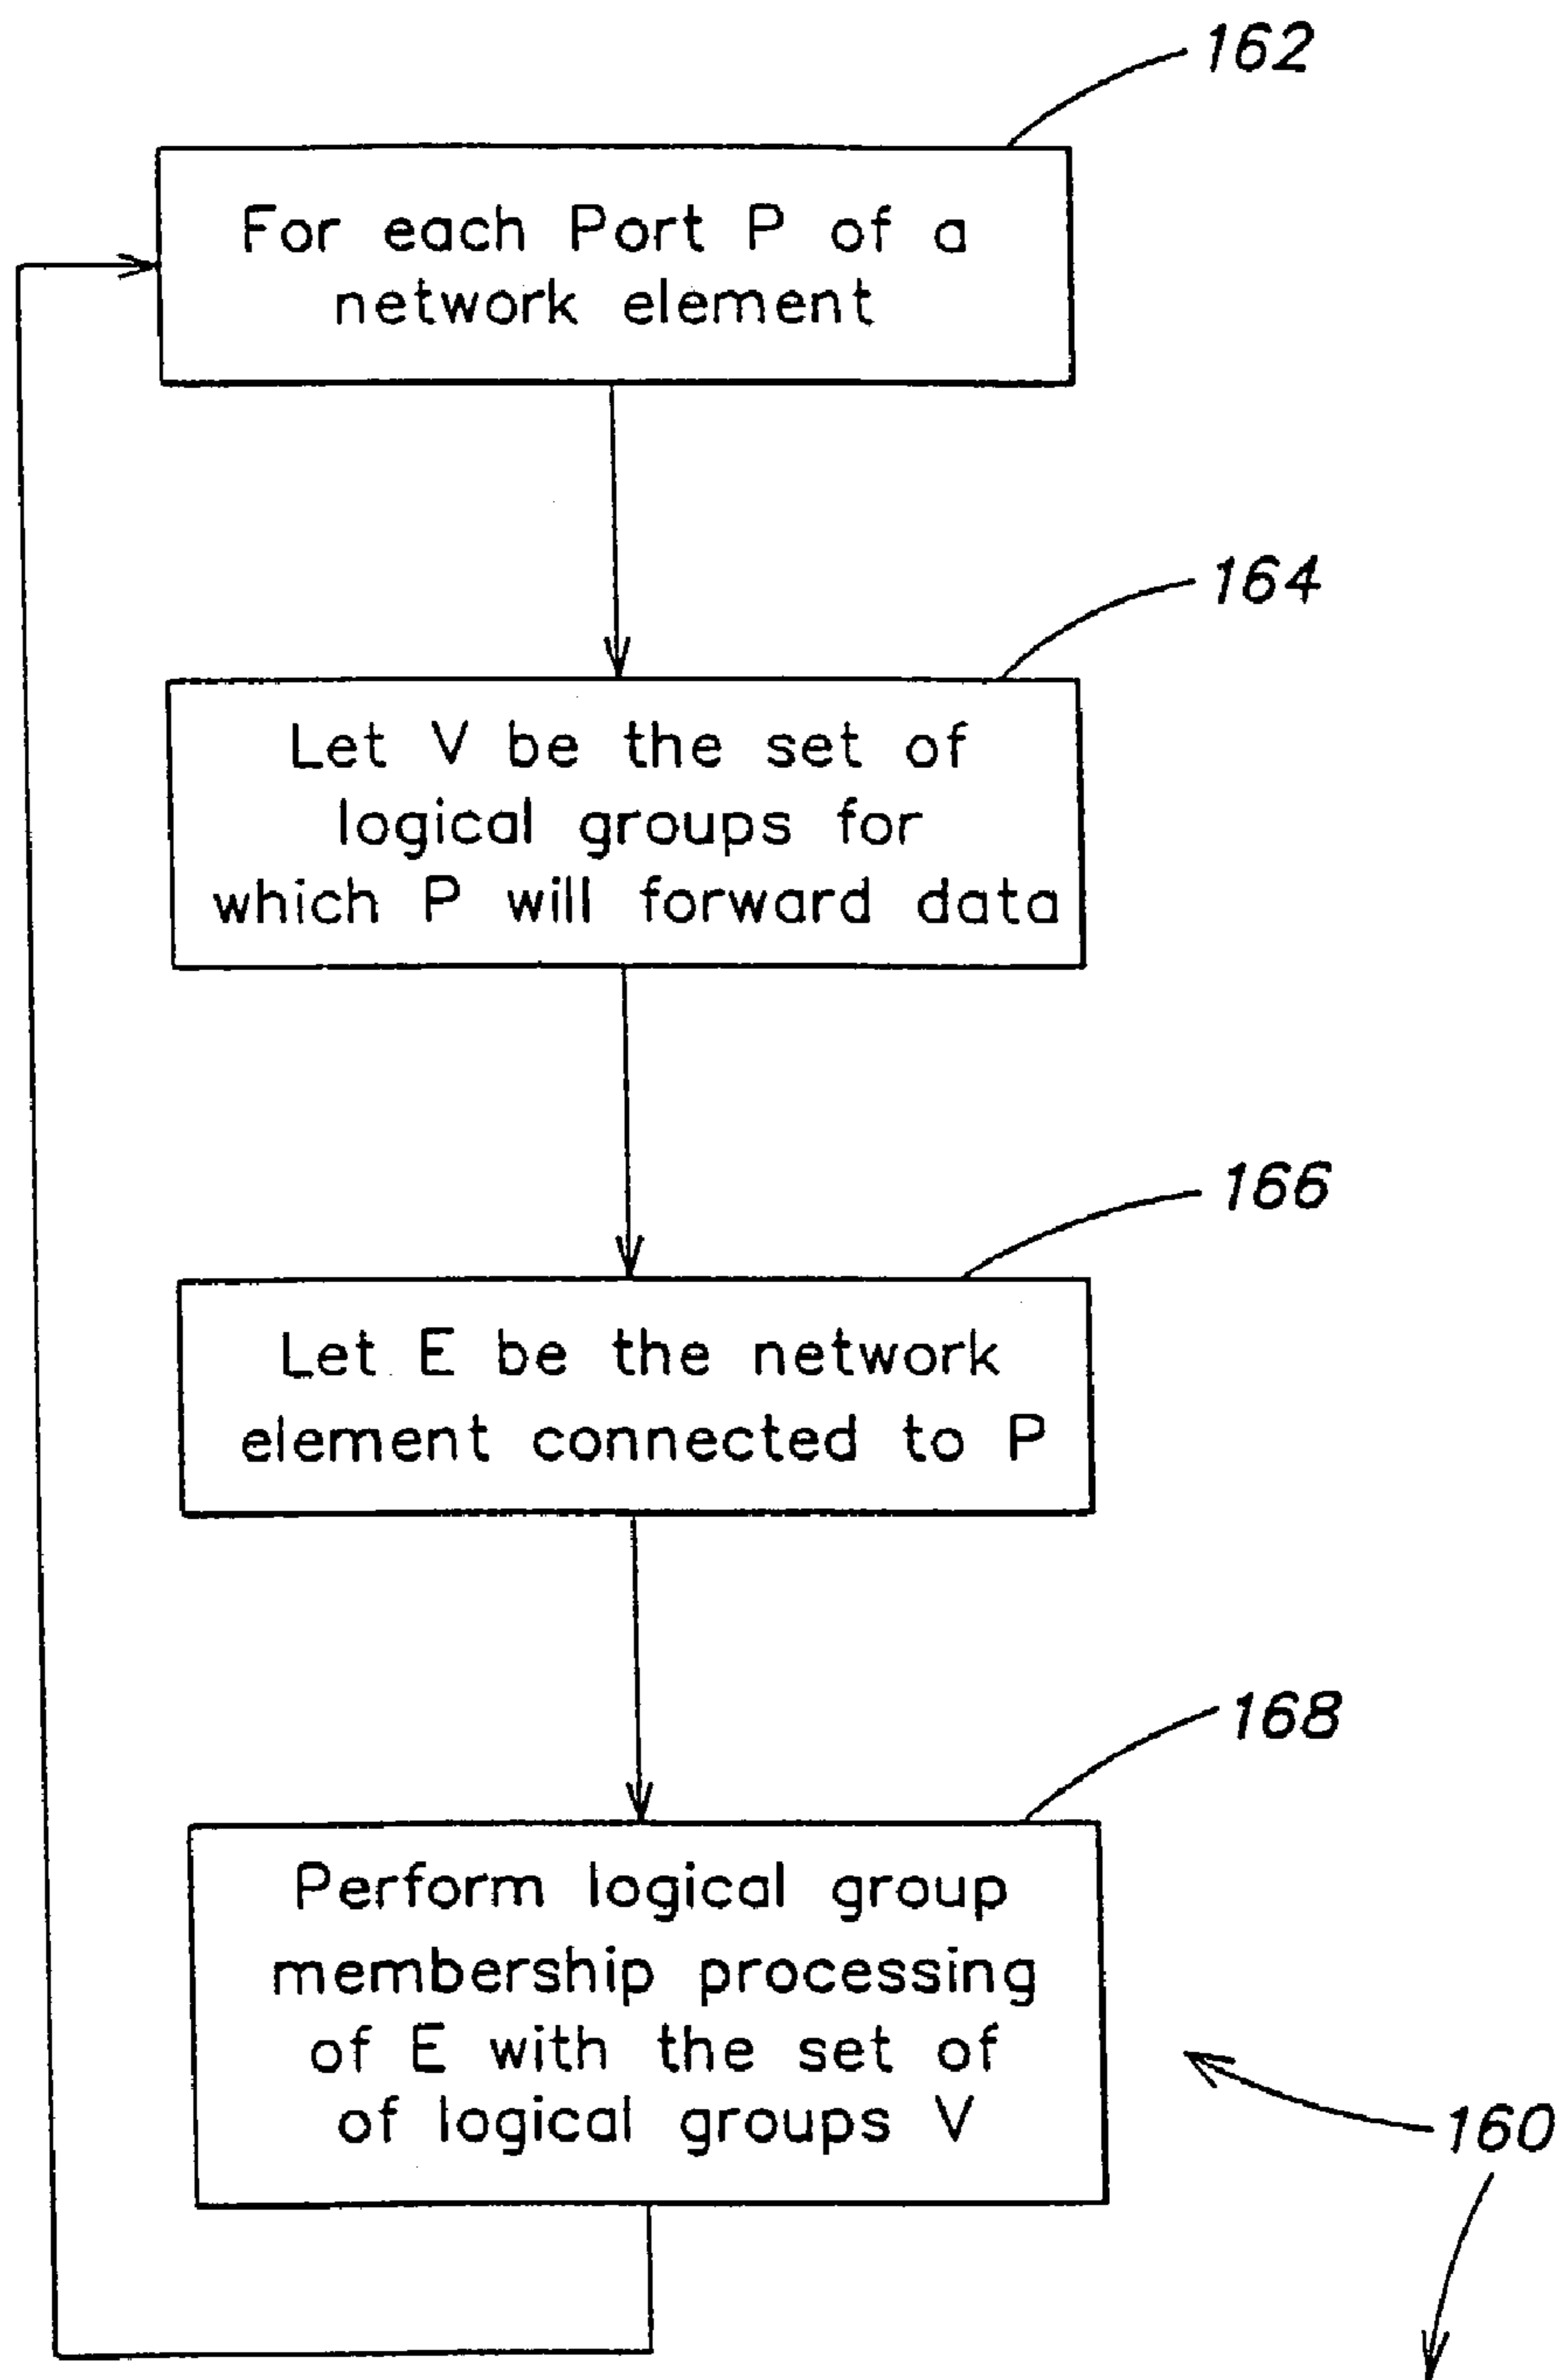 162
For each Port P of a
network element
164
Let V be the set of
logical groups for
which P will forward data
166
Let E be the network
element connected to P
168
Perform logical group
membership processing
of E with the set of
of logical groups V
160